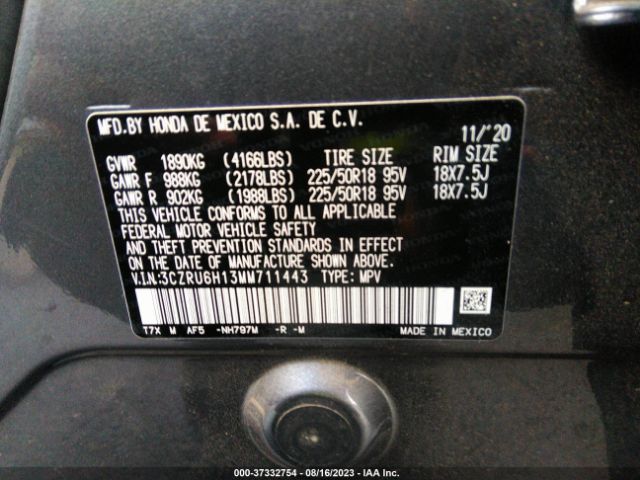 MFD.BY HONDA DE MEXICO S.A. DE C.V. 11/'20
GVWR 1890KG (4166LBS) TIRE SIZE RIM SIZE
GAWR F 988KG (2178LBS) 225/50R18 95V 18X7.5J
GAWR R 902KG (1988LBS) 225/50R18 95V 18X7.5J
THIS VEHICLE CONFORMS TO ALL APPLICABLE
FEDERAL MOTOR VEHICLE SAFETY
AND THEFT PREVENTION STANDARDS IN EFFECT
ON THE DATE OF MANUFACTURE SHOWN ABOVE.
V.I.N:3CZRU6H13MM711443 TYPE: MPV
T7X M AF5 -NH797M -R -M MADE IN MEXICO
000-37332754 - 08/16/2023 - IAA Inc.